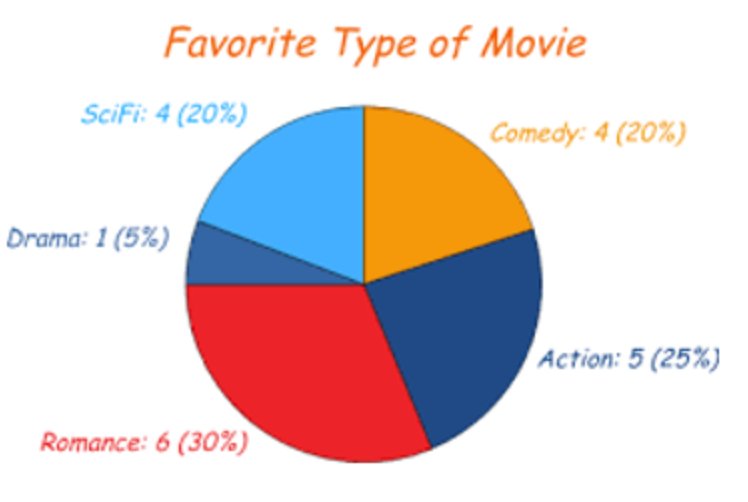 Favorite Type of Movie
SciFi: 4 (20%)
Comedy: 4 (20%)
Drama: 1 (5%)
Action: 5 (25%)
Romance: 6 (30%)